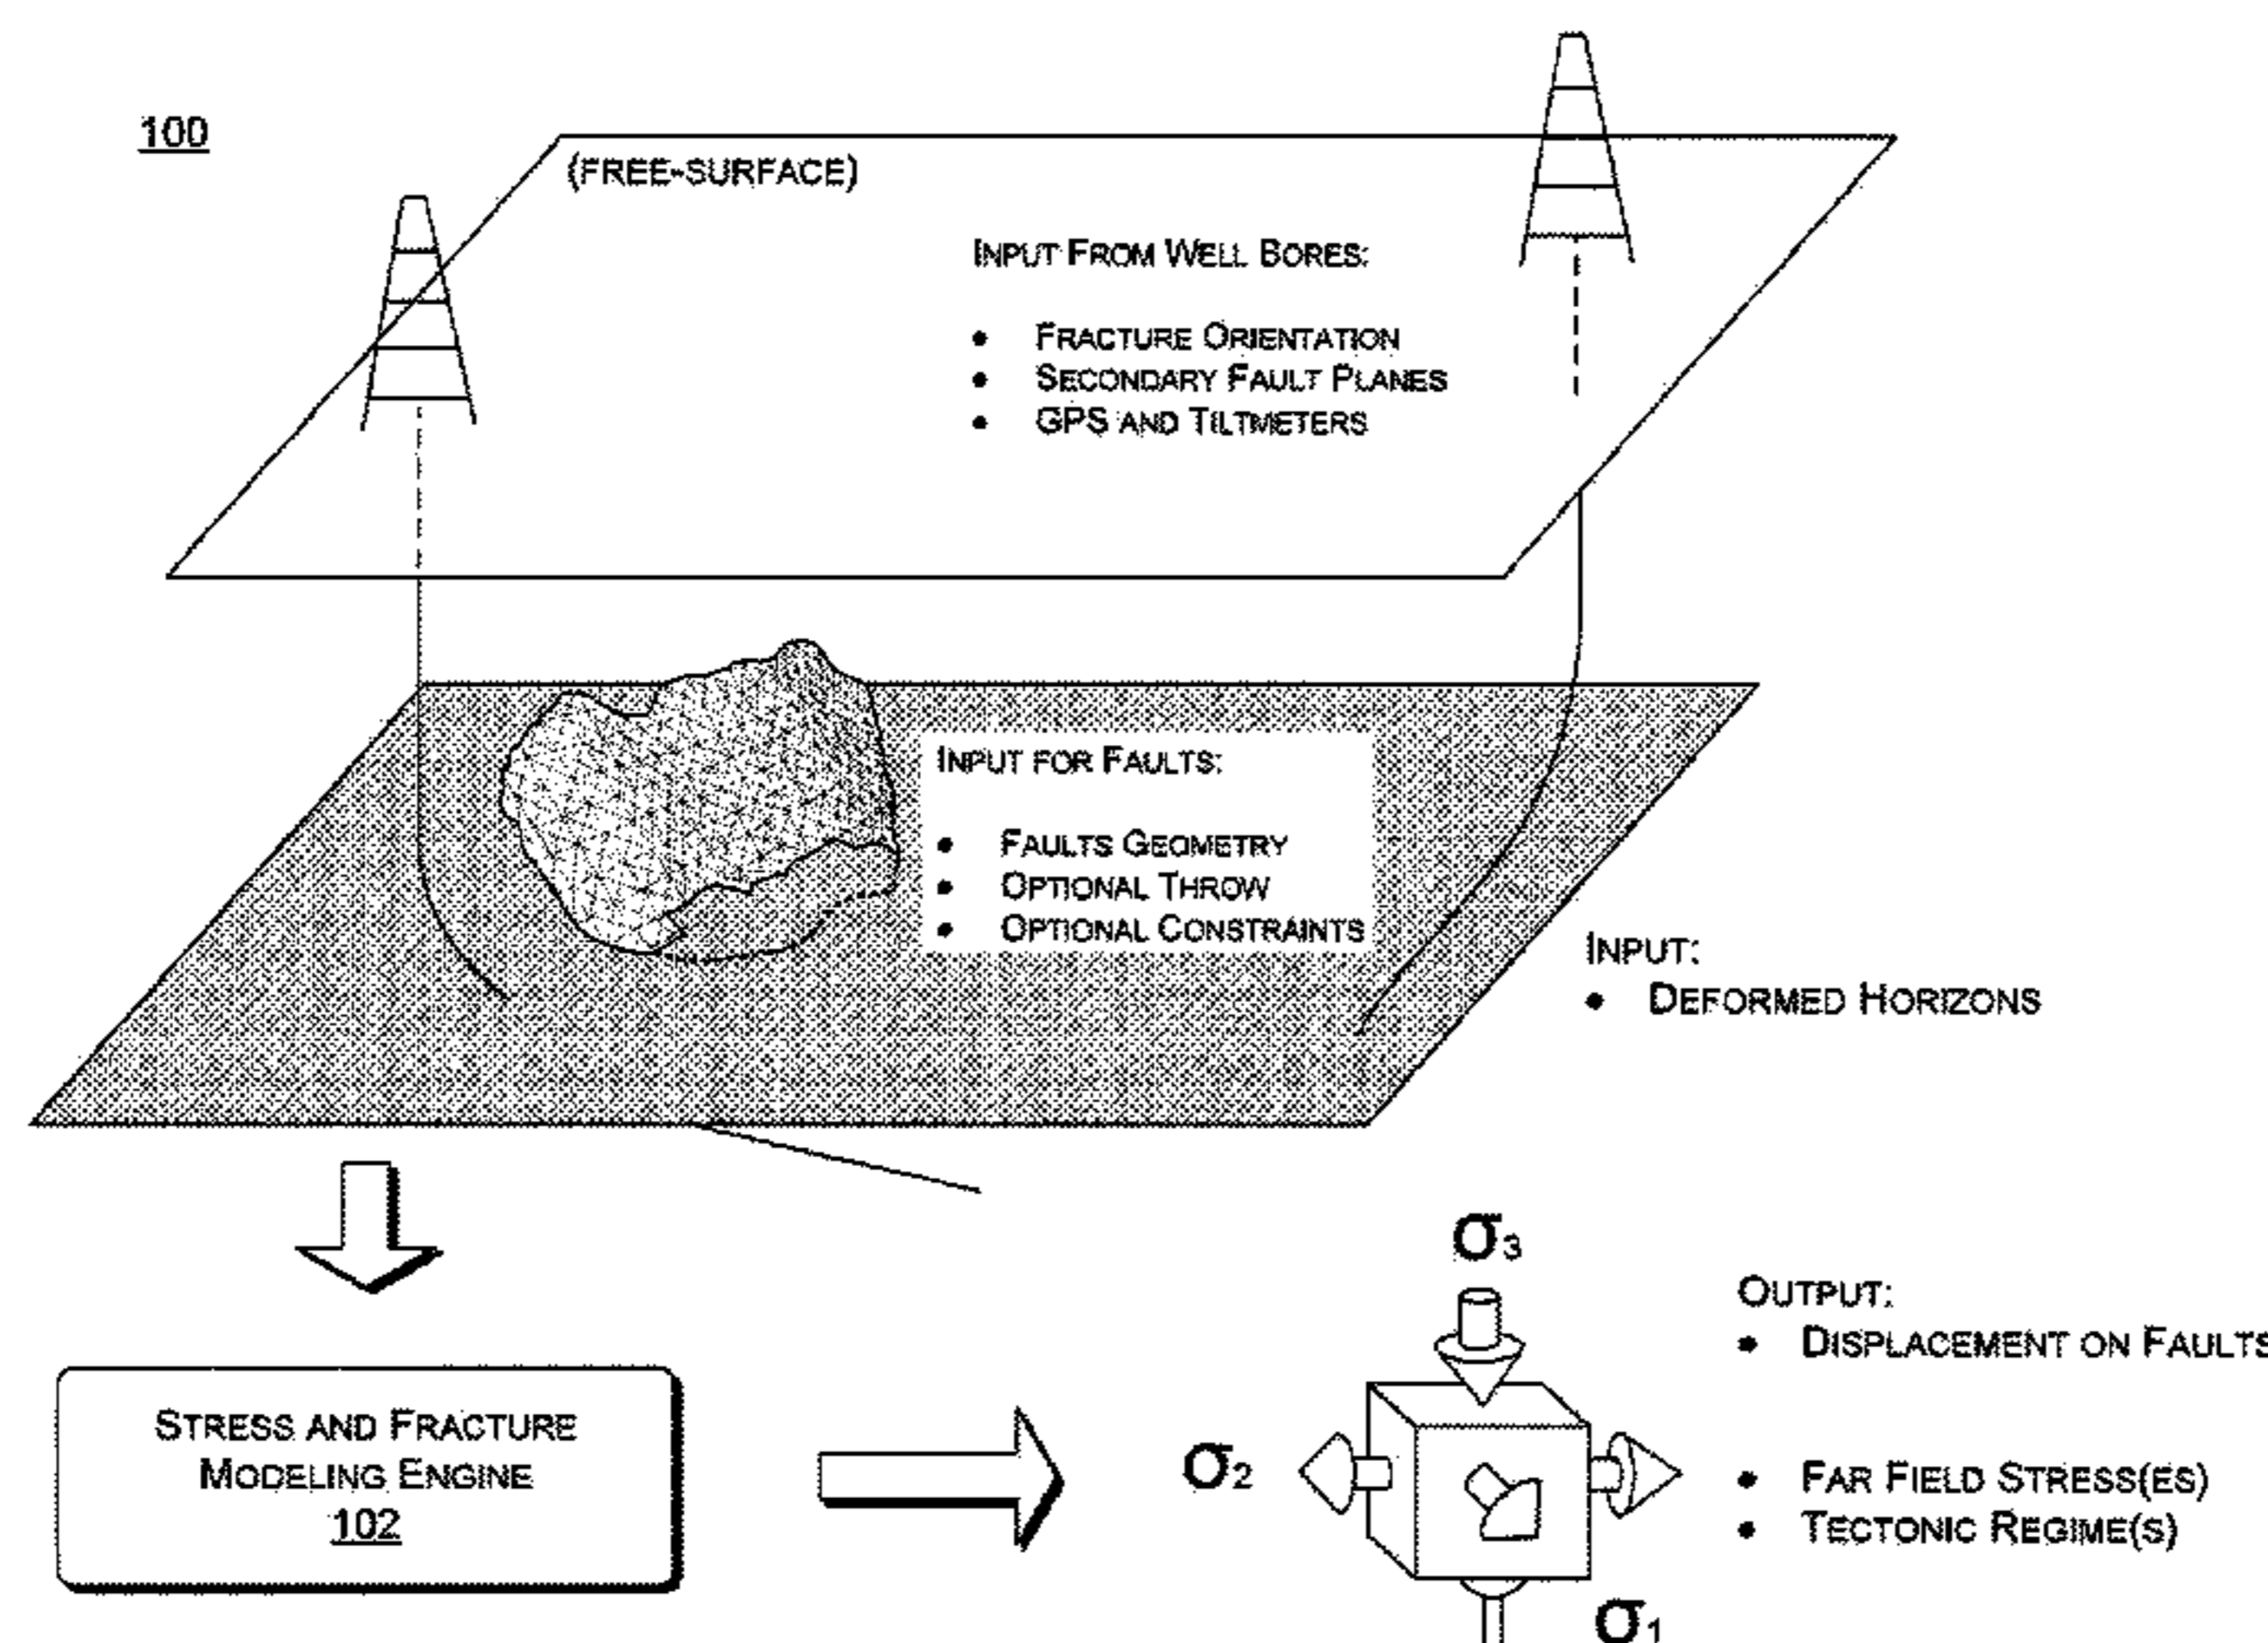 100
(FREE-SURFACE)
INPUT FROM WELL BORES:
• FRACTURE ORIENTATION
• SECONDARY FAULT PLANES
• GPS AND TILTMETERS
INPUT FOR FAULTS:
• FAULTS GEOMETRY
• OPTIONAL THROW
• OPTIONAL CONSTRAINTS
INPUT:
• DEFORMED HORIZONS
STRESS AND FRACTURE
MODELING ENGINE
102
σ3
σ2
σ1
OUTPUT:
• DISPLACEMENT ON FAULTS
• FAR FIELD STRESS(ES)
• TECTONIC REGIME(S)